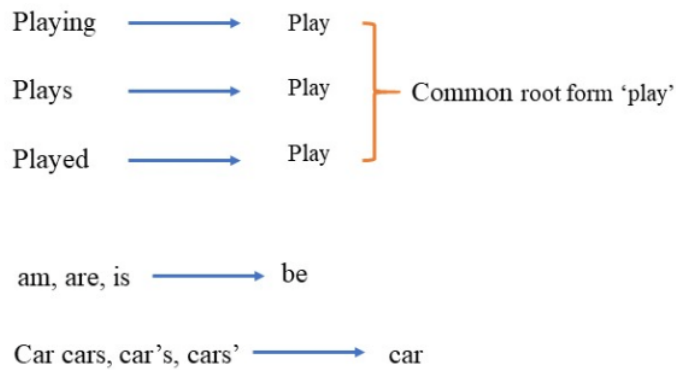 Playing Play
Plays Play Common root form ‘play’
Played Play
am, are, is be
Car cars, car’s, cars’ car